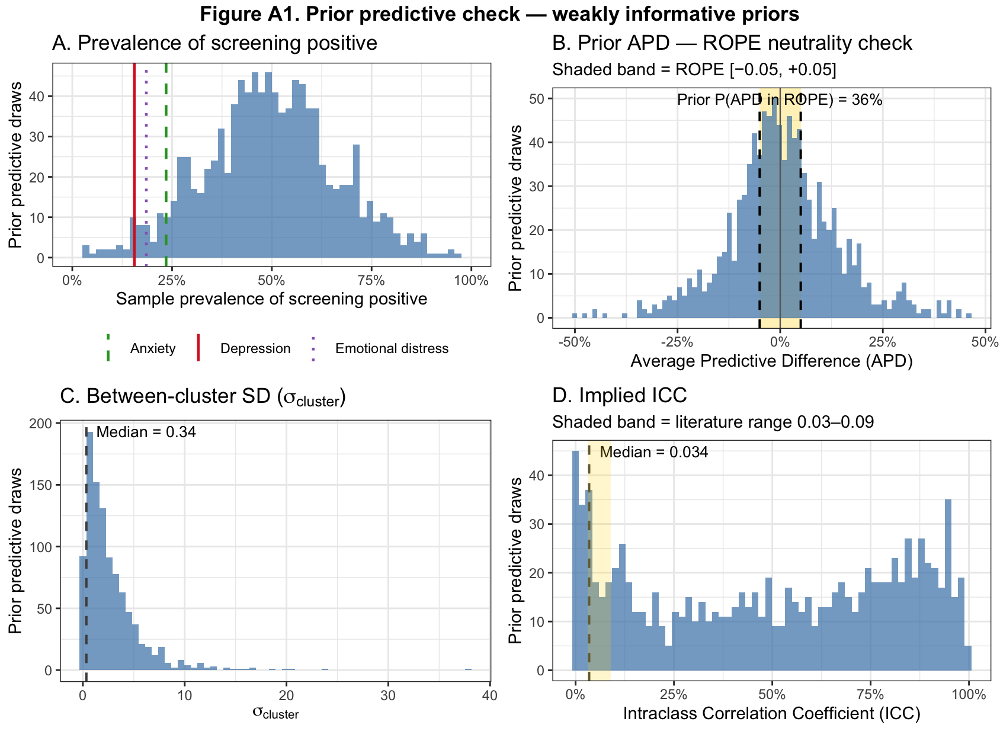 Figure A1. Prior predictive check — weakly informative priors
A. Prevalence of screening positive
Prior predictive draws
40
30
20
10
0
0%
25%
50%
75%
100%
Sample prevalence of screening positive
Anxiety
Depression
Emotional distress
B. Prior APD — ROPE neutrality check
Shaded band = ROPE [−0.05, +0.05]
Prior P(APD in ROPE) = 36%
Prior predictive draws
50
40
30
20
10
0
-50%
-25%
0%
25%
50%
Average Predictive Difference (APD)
C. Between-cluster SD (σcluster)
Median = 0.34
Prior predictive draws
200
150
100
50
0
0
10
20
30
40
σcluster
D. Implied ICC
Shaded band = literature range 0.03–0.09
Median = 0.034
Prior predictive draws
40
30
20
10
0
0%
25%
50%
75%
100%
Intraclass Correlation Coefficient (ICC)